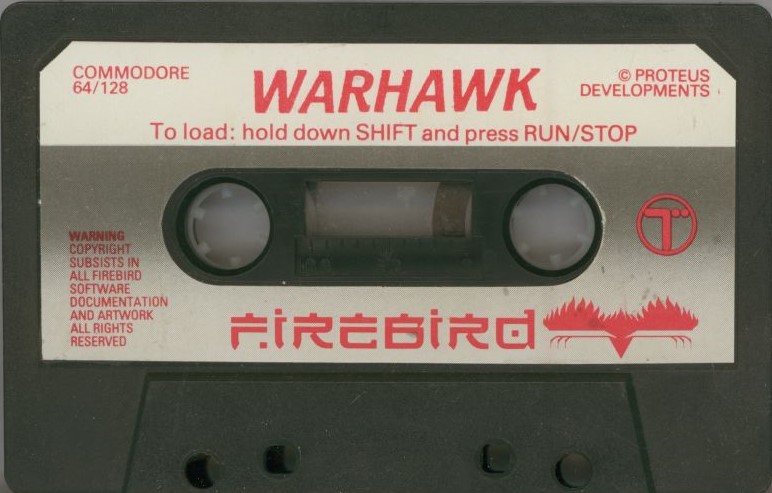 COMMODORE
64/128
WARHAWK
© PROTEUS
DEVELOPMENTS
To load: hold down SHIFT and press RUN/STOP
T
WARNING
COPYRIGHT
SUBSISTS IN
ALL FIREBIRD
SOFTWARE
DOCUMENTATION
AND ARTWORK
ALL RIGHTS
RESERVED
FIREBIRD